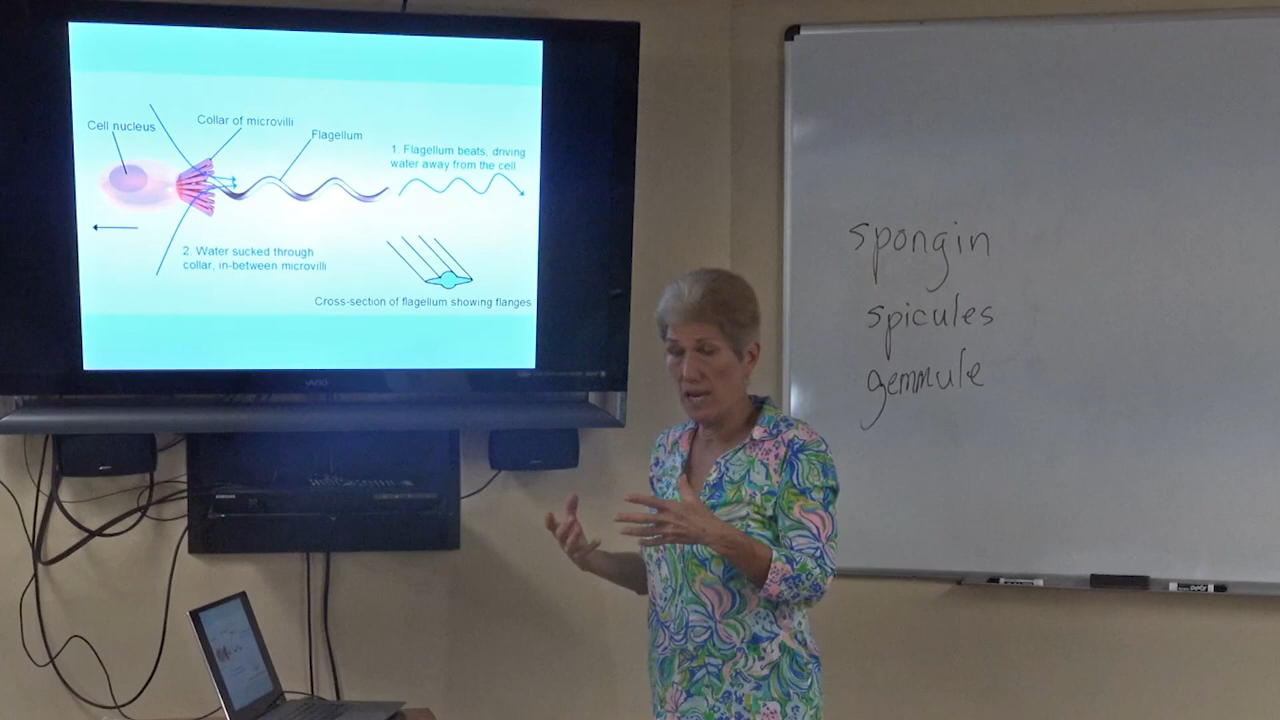 Cell nucleus
Collar of microvilli
Flagellum
1. Flagellum beats, driving
water away from the cell
2. Water sucked through
collar, in-between microvilli
Cross-section of flagellum showing flanges
VIZIO
spongin
spicules
gemmule